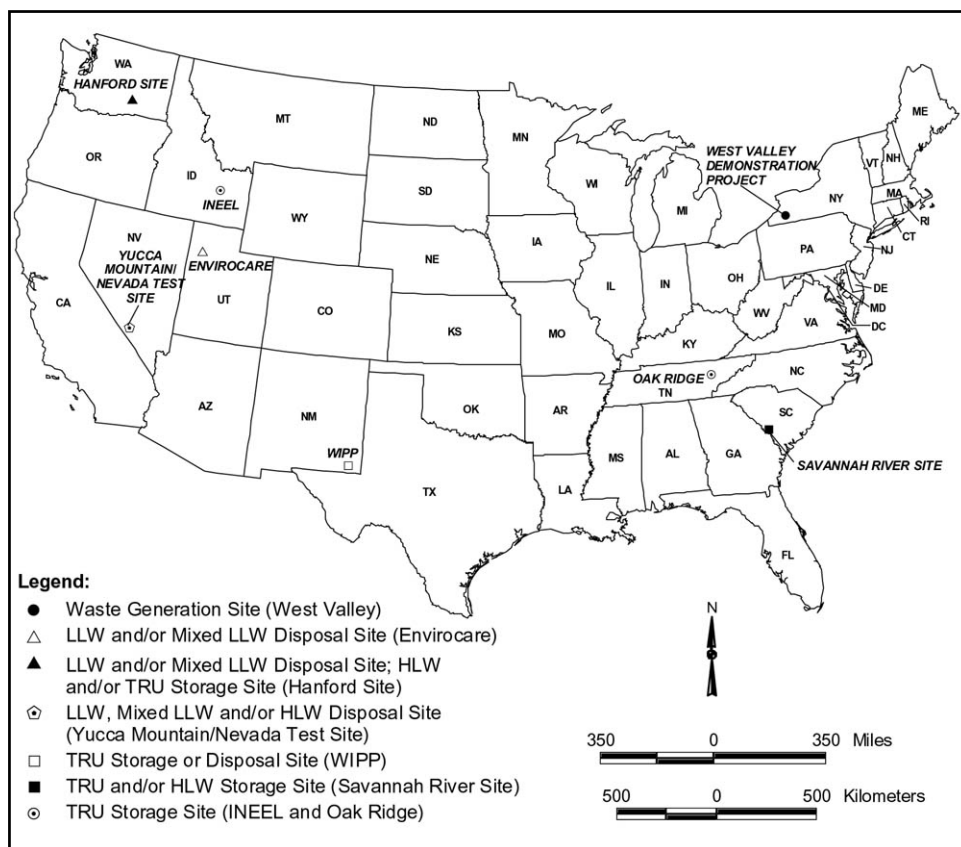 WA
HANFORD SITE
MT
ND
MN
ME
OR
ID
INEEL
SD
WI
WEST VALLEY
DEMONSTRATION
PROJECT
VT
NH
NY
MA
RI
CT
WY
MI
NV
YUCCA
MOUNTAIN/
NEVADA TEST
SITE
ENVIROCARE
IA
NE
PA
NJ
CA
UT
CO
IL
IN
OH
DE
MD
DC
WV
VA
KS
MO
KY
OAK RIDGE
TN
NC
AZ
NM
OK
AR
SC
WIPP
MS
AL
GA
SAVANNAH RIVER SITE
TX
LA
FL
Legend:
Waste Generation Site (West Valley)
LLW and/or Mixed LLW Disposal Site (Envirocare)
LLW and/or Mixed LLW Disposal Site; HLW
and/or TRU Storage Site (Hanford Site)
LLW, Mixed LLW and/or HLW Disposal Site
(Yucca Mountain/Nevada Test Site)
TRU Storage or Disposal Site (WIPP)
TRU and/or HLW Storage Site (Savannah River Site)
TRU Storage Site (INEEL and Oak Ridge)
N
350 0 350 Miles
500 0 500 Kilometers